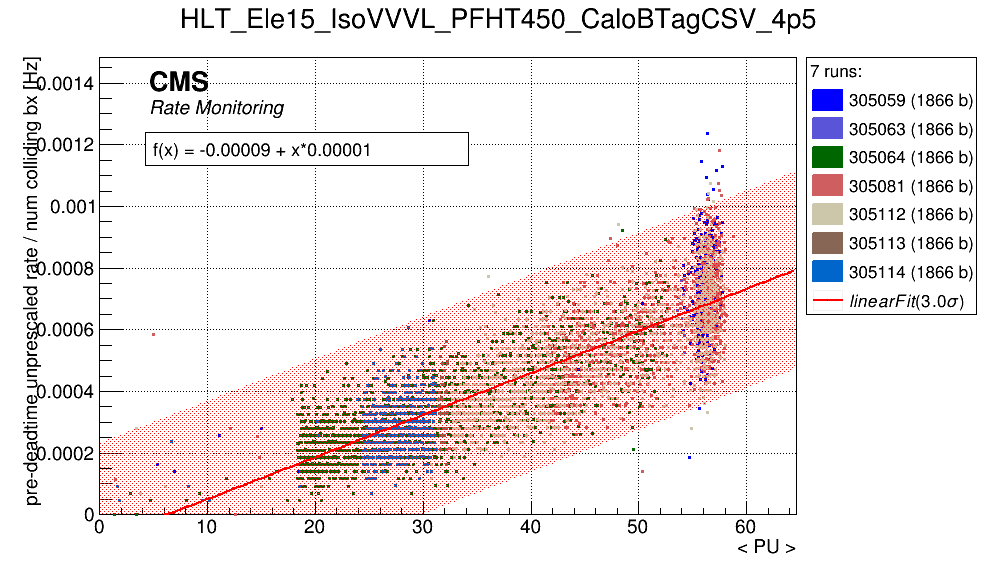 HLT_Ele15_IsoVVVL_PFHT450_CaloBTagCSV_4p5
pre-deadtime unprescaled rate / num colliding bx [Hz]
0.0014
0.0012
0.001
0.0008
0.0006
0.0004
0.0002
0
CMS
Rate Monitoring
f(x) = -0.00009 + x*0.00001
0 10 20 30 40 50 60
< PU >
7 runs:
305059 (1866 b)
305063 (1866 b)
305064 (1866 b)
305081 (1866 b)
305112 (1866 b)
305113 (1866 b)
305114 (1866 b)
linearFit(3.0σ)